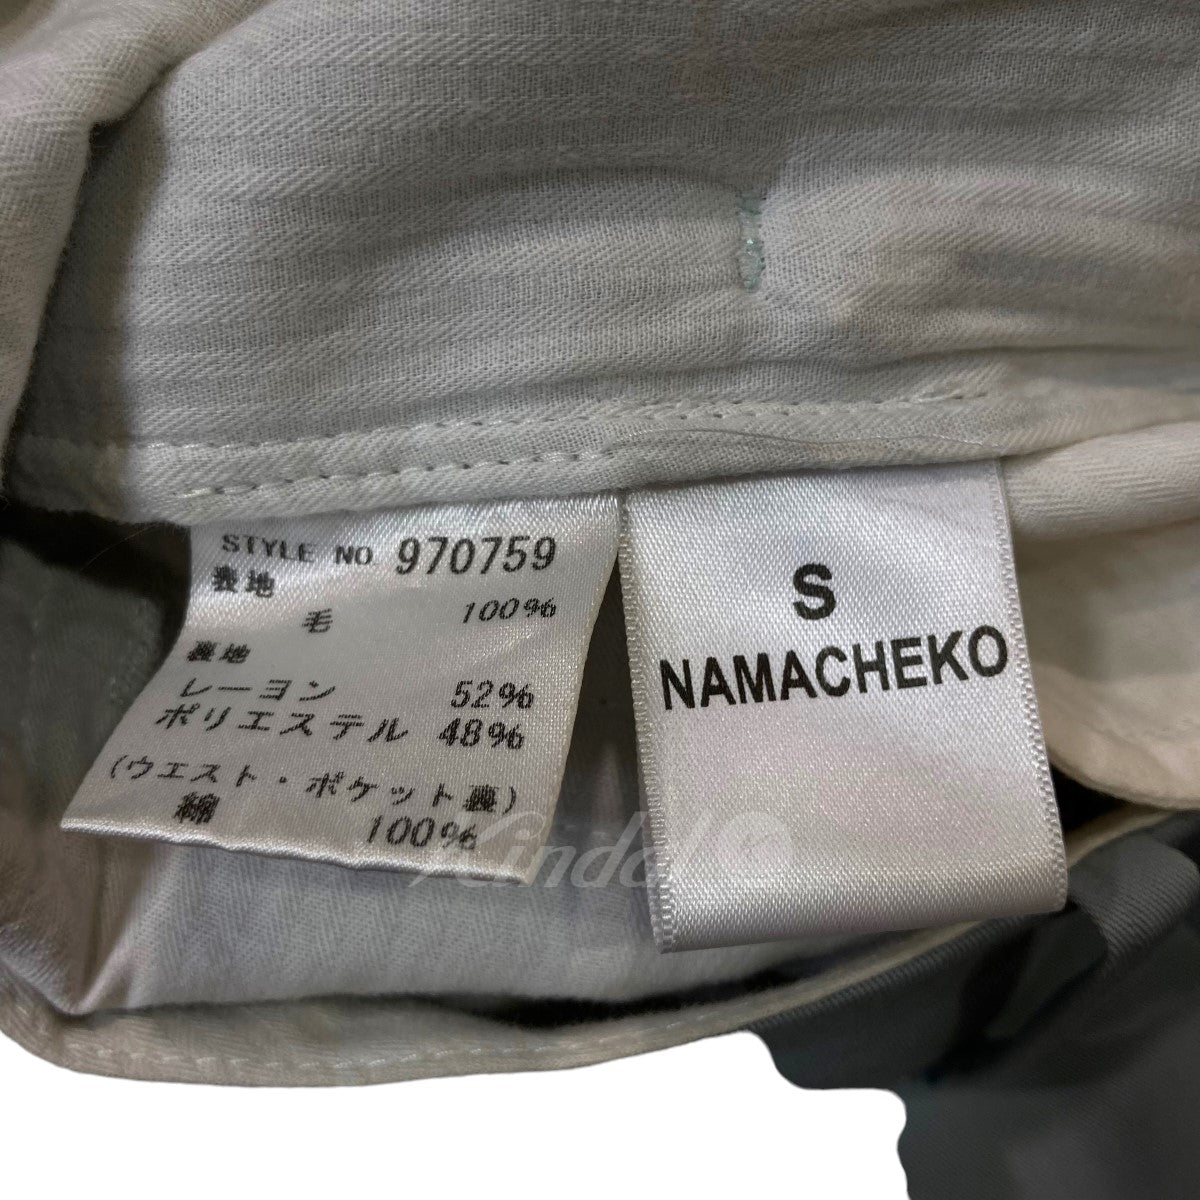 STYLE NO 970759
表地
毛 100%
裏地
レーヨン 52%
ポリエステル 48%
(ウエスト・ポケット裏)
綿 100%
S
NAMACHEKO
Kindal